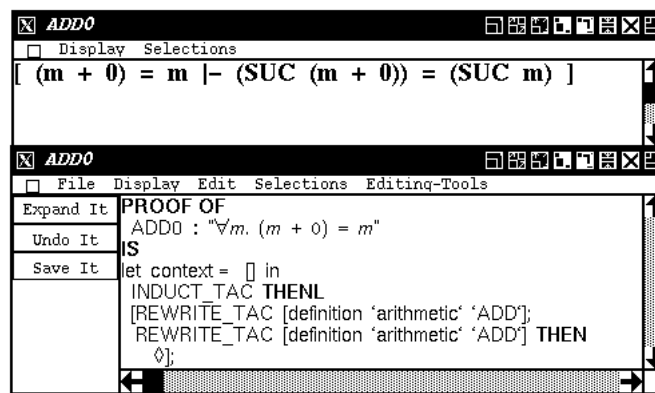 ADD0
Display Selections
[ (m + 0) = m |- (SUC (m + 0)) = (SUC m) ]
ADD0
File Display Edit Selections Editing-Tools
Expand It
Undo It
Save It
PROOF OF
ADD0 : "∀m. (m + 0) = m"
IS
let context = [] in
INDUCT_TAC THENL
[REWRITE_TAC [definition ‘arithmetic‘ ‘ADD‘];
REWRITE_TAC [definition ‘arithmetic‘ ‘ADD‘] THEN
◊];